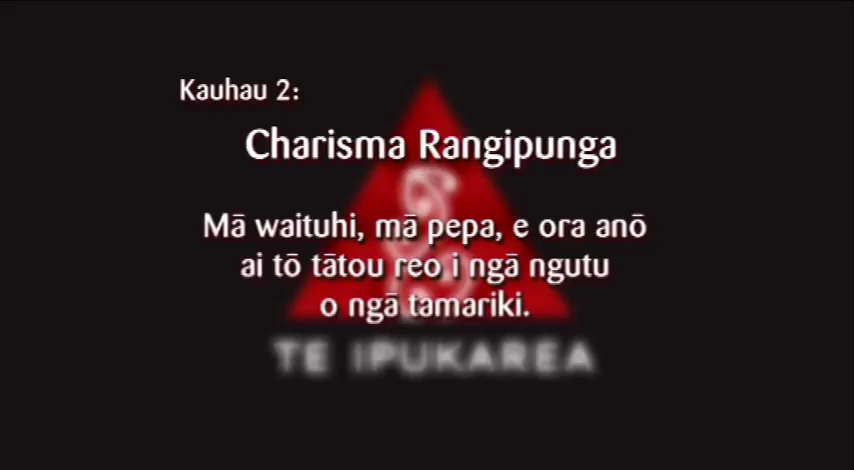 Kauhau 2:
Charisma Rangipunga
Mā waituhi, mā pepa, e ora anō
ai tō tātou reo i ngā ngutu
o ngā tamariki.
TE IPUKAREA